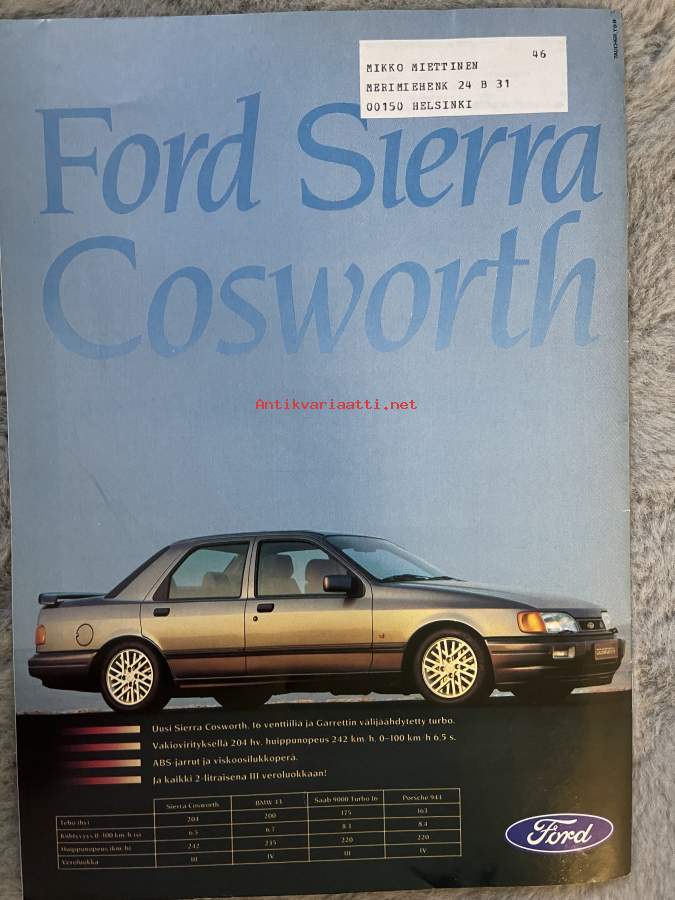 46
MIKKO MIETTINEN
MERIMIEHENK 24 B 31
00150 HELSINKI
Ford Sierra
Cosworth
Antikvariaatti.net
COSWORTH
Uusi Sierra Cosworth. 16 venttiiliä ja Garrettin välijäähdytetty turbo.
Vakiovirityksellä 204 hv, huippunopeus 242 km/h, 0-100 km/h 6,5 s.
ABS-jarrut ja viskoosilukkoperä.
Ja kaikki 2-litraisena III veroluokkaan!
Sierra Cosworth BMW Saab 9000 Turbo 16 Porsche 944
Teho (hv) 204 200 175 163
Kiihtyvyys 0-100 km/h (s) 6.5 6.7 8.3 8.4
Huippunopeus (km/h) 242 235 220 220
Veroluokka III IV III IV
Ford